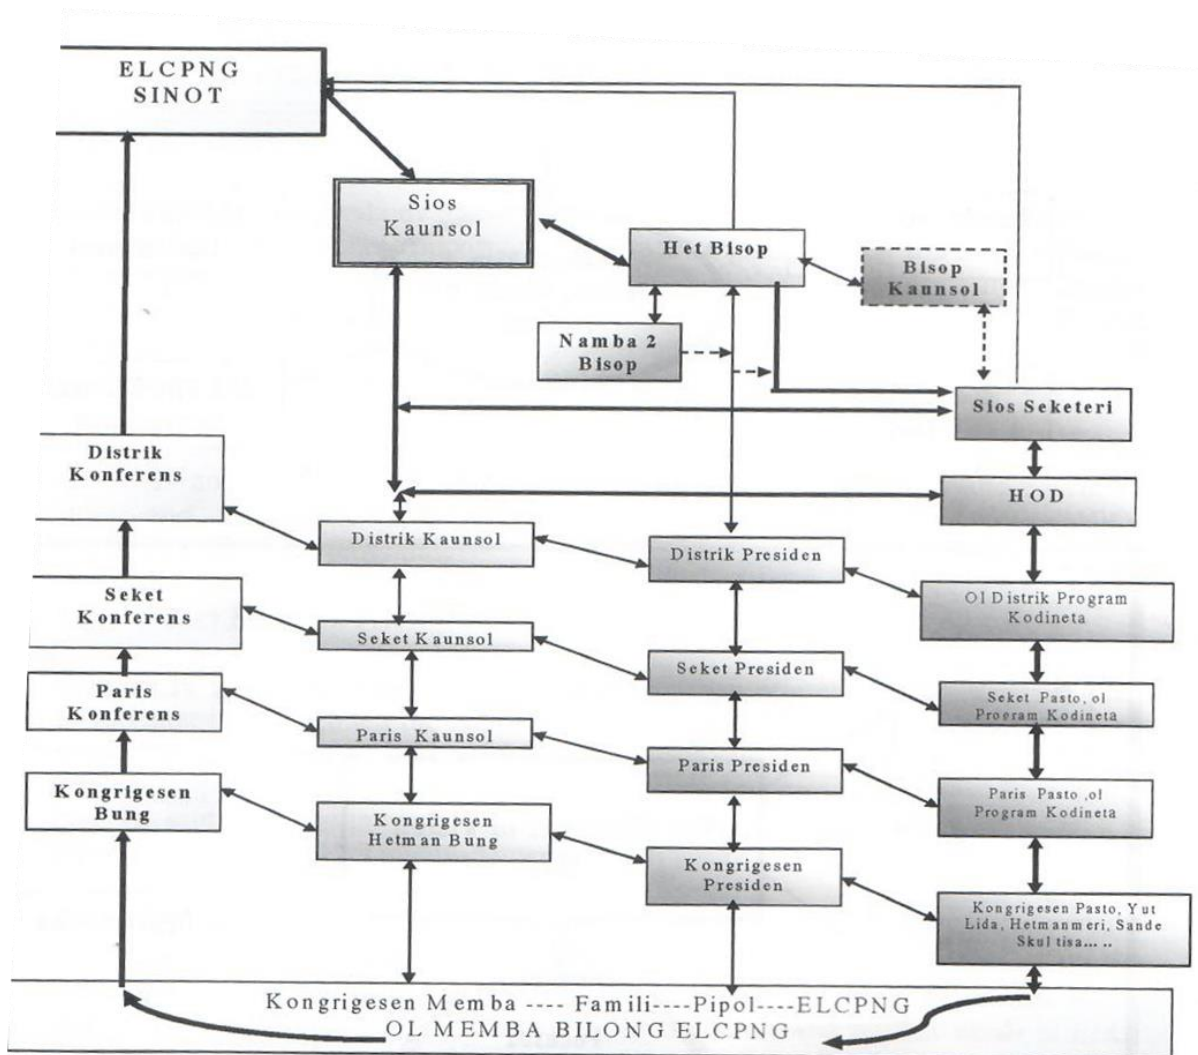 ELCPNG
SINOT
Sios
Kaunsol
Het Bisop
Bisop
Kaunsol
Namba 2
Bisop
Sios Seketeri
Distrik
Konferens
HOD
Distrik Kaunsol
Distrik Presiden
Ol Distrik Program
Kodineta
Seket
Konferens
Seket Kaunsol
Seket Presiden
Seket Pasto, ol
Program Kodineta
Paris
Konferens
Paris Kaunsol
Paris Presiden
Paris Pasto ,ol
Program Kodineta
Kongrigesen
Bung
Kongrigesen
Hetman Bung
Kongrigesen
Presiden
Kongrigesen Pasto, Yut
Lida, Hetmanmeri, Sande
Skul tisa... ..
Kongrigesen Memba ---- Famili----Pipol----ELCPNG
OL MEMBA BILONG ELCPNG